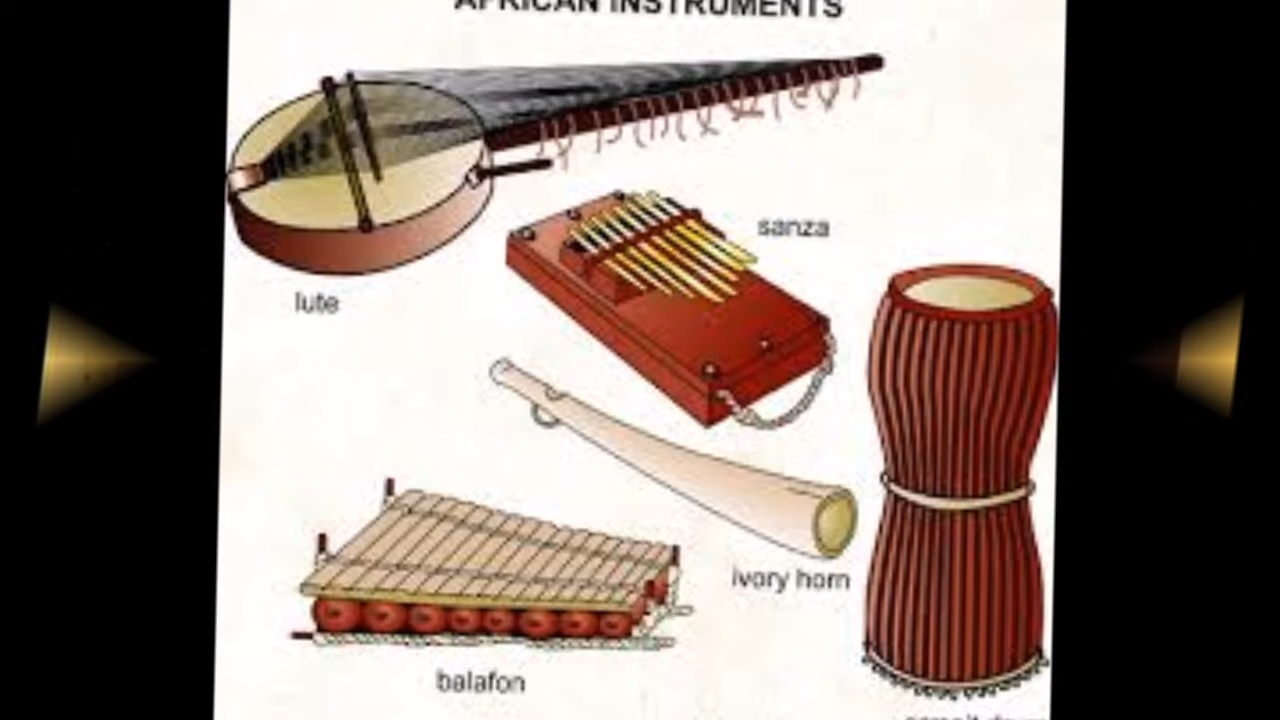 AFRICAN INSTRUMENTS
sanza
lute
ivory horn
balafon